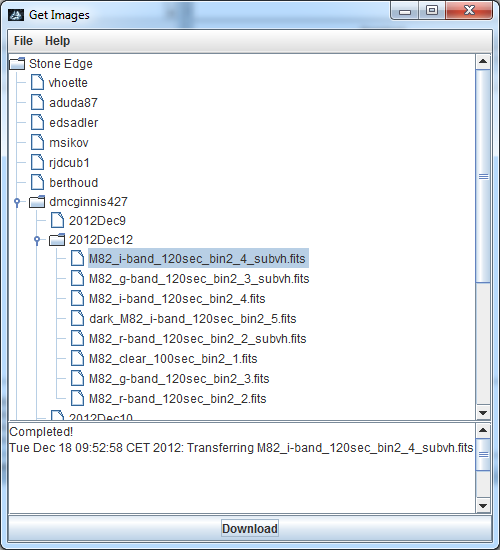 Get Images
File Help
Stone Edge
vhoette
aduda87
edsadler
msikov
rjdcub1
berthoud
dmcginnis427
2012Dec9
2012Dec12
M82_i-band_120sec_bin2_4_subvh.fits
M82_g-band_120sec_bin2_3_subvh.fits
M82_i-band_120sec_bin2_4.fits
dark_M82_i-band_120sec_bin2_5.fits
M82_r-band_120sec_bin2_2_subvh.fits
M82_clear_100sec_bin2_1.fits
M82_g-band_120sec_bin2_3.fits
M82_r-band_120sec_bin2_2.fits
2012Dec10
Completed!
Tue Dec 18 09:52:58 CET 2012: Transferring M82_i-band_120sec_bin2_4_subvh.fits
Download